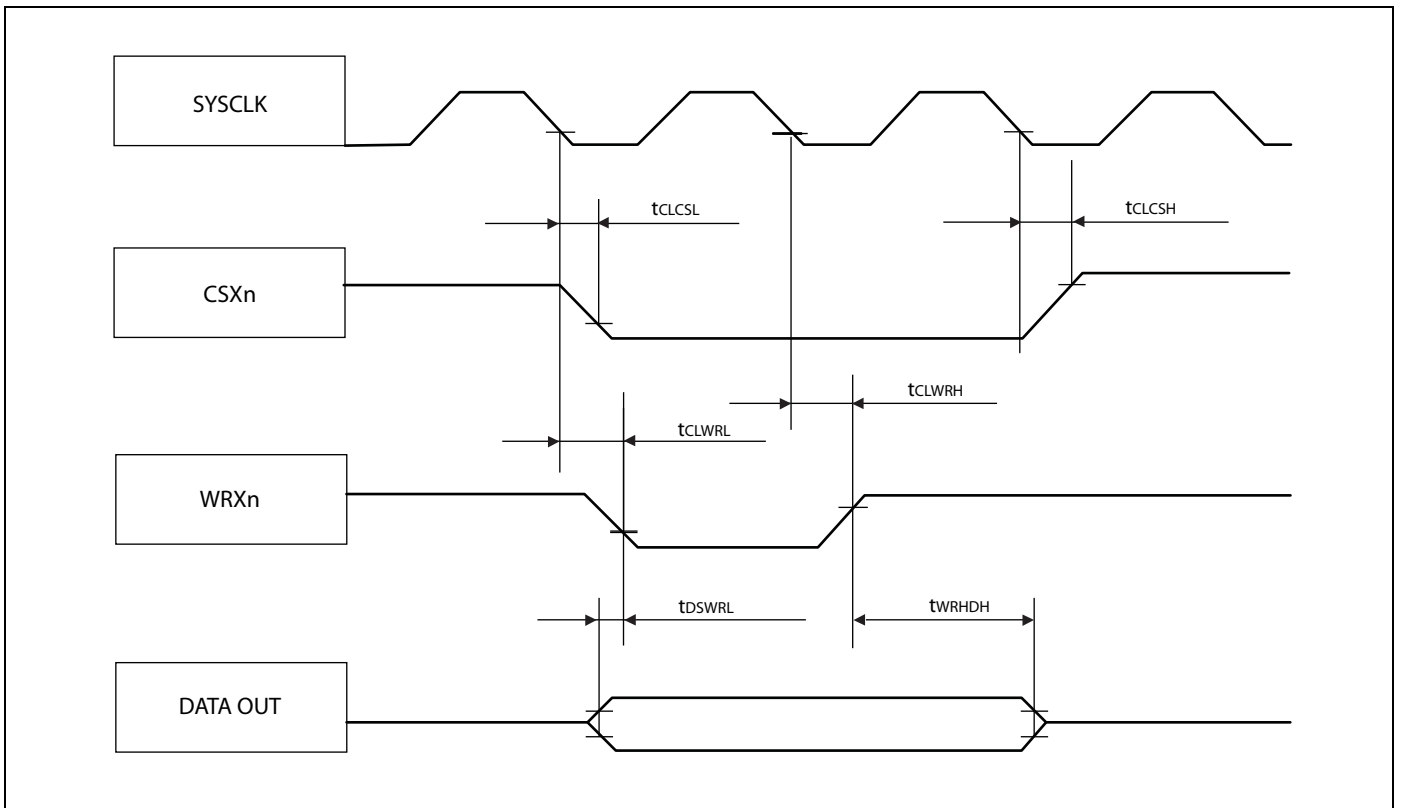 SYSCLK
tCLCSL
tCLCSH
CSXn
tCLWRH
tCLWRL
WRXn
tDSWRL
tWRHDH
DATA OUT